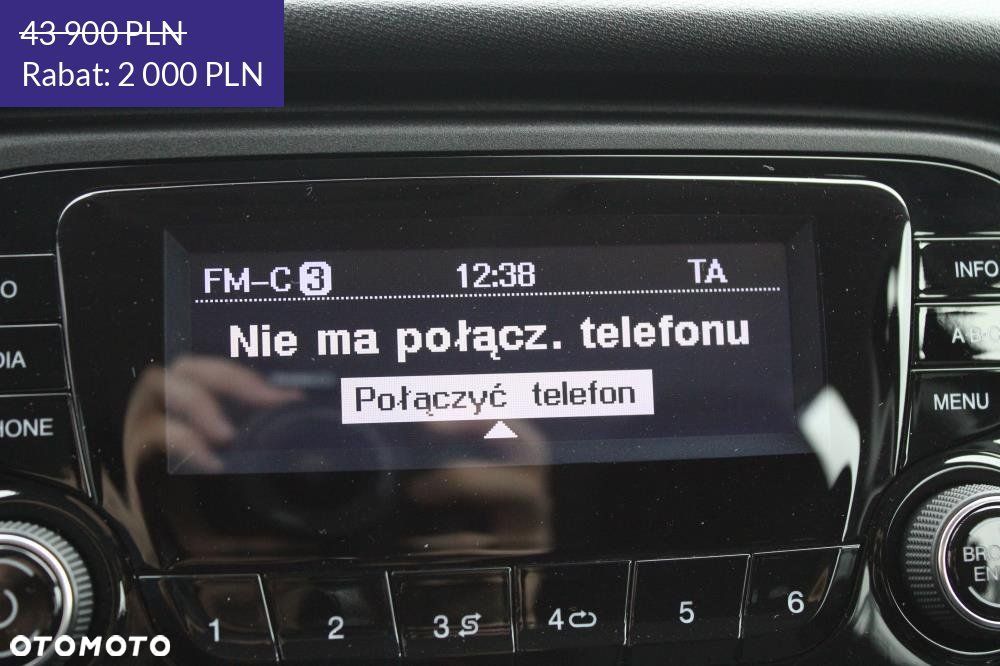 43 900 PLN
Rabat: 2 000 PLN
FM-C 3 12:38 TA
Nie ma połącz. telefonu
Połączyć telefon
INFO
A B C
MENU
1 2 3 4 5 6
OTOMOTO